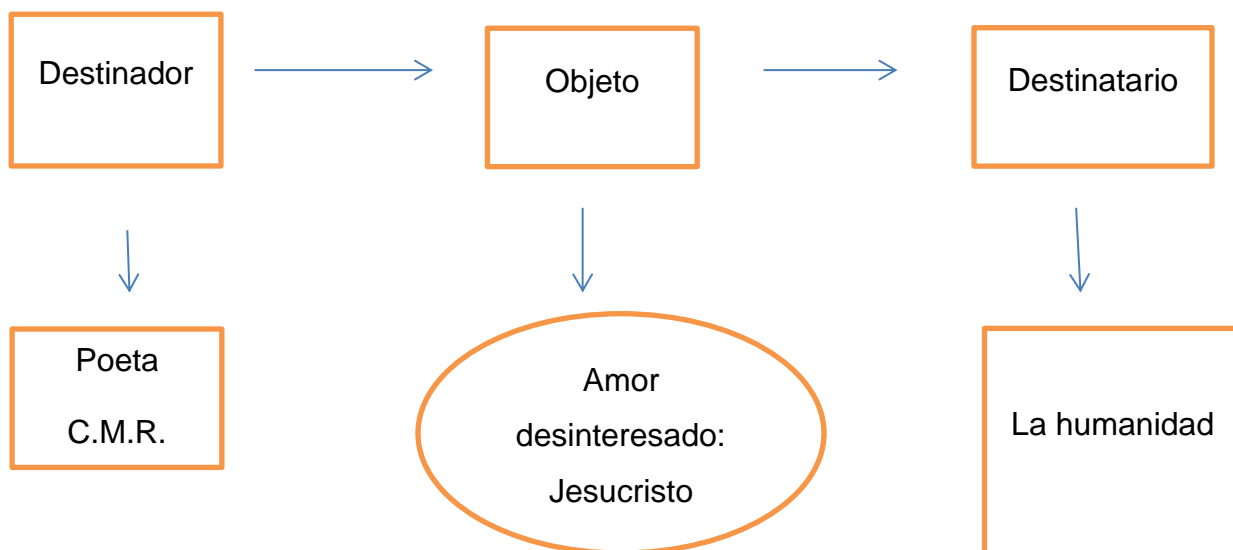 Destinador
Objeto
Destinatario
Poeta
C.M.R.
Amor
desinteresado:
Jesucristo
La humanidad